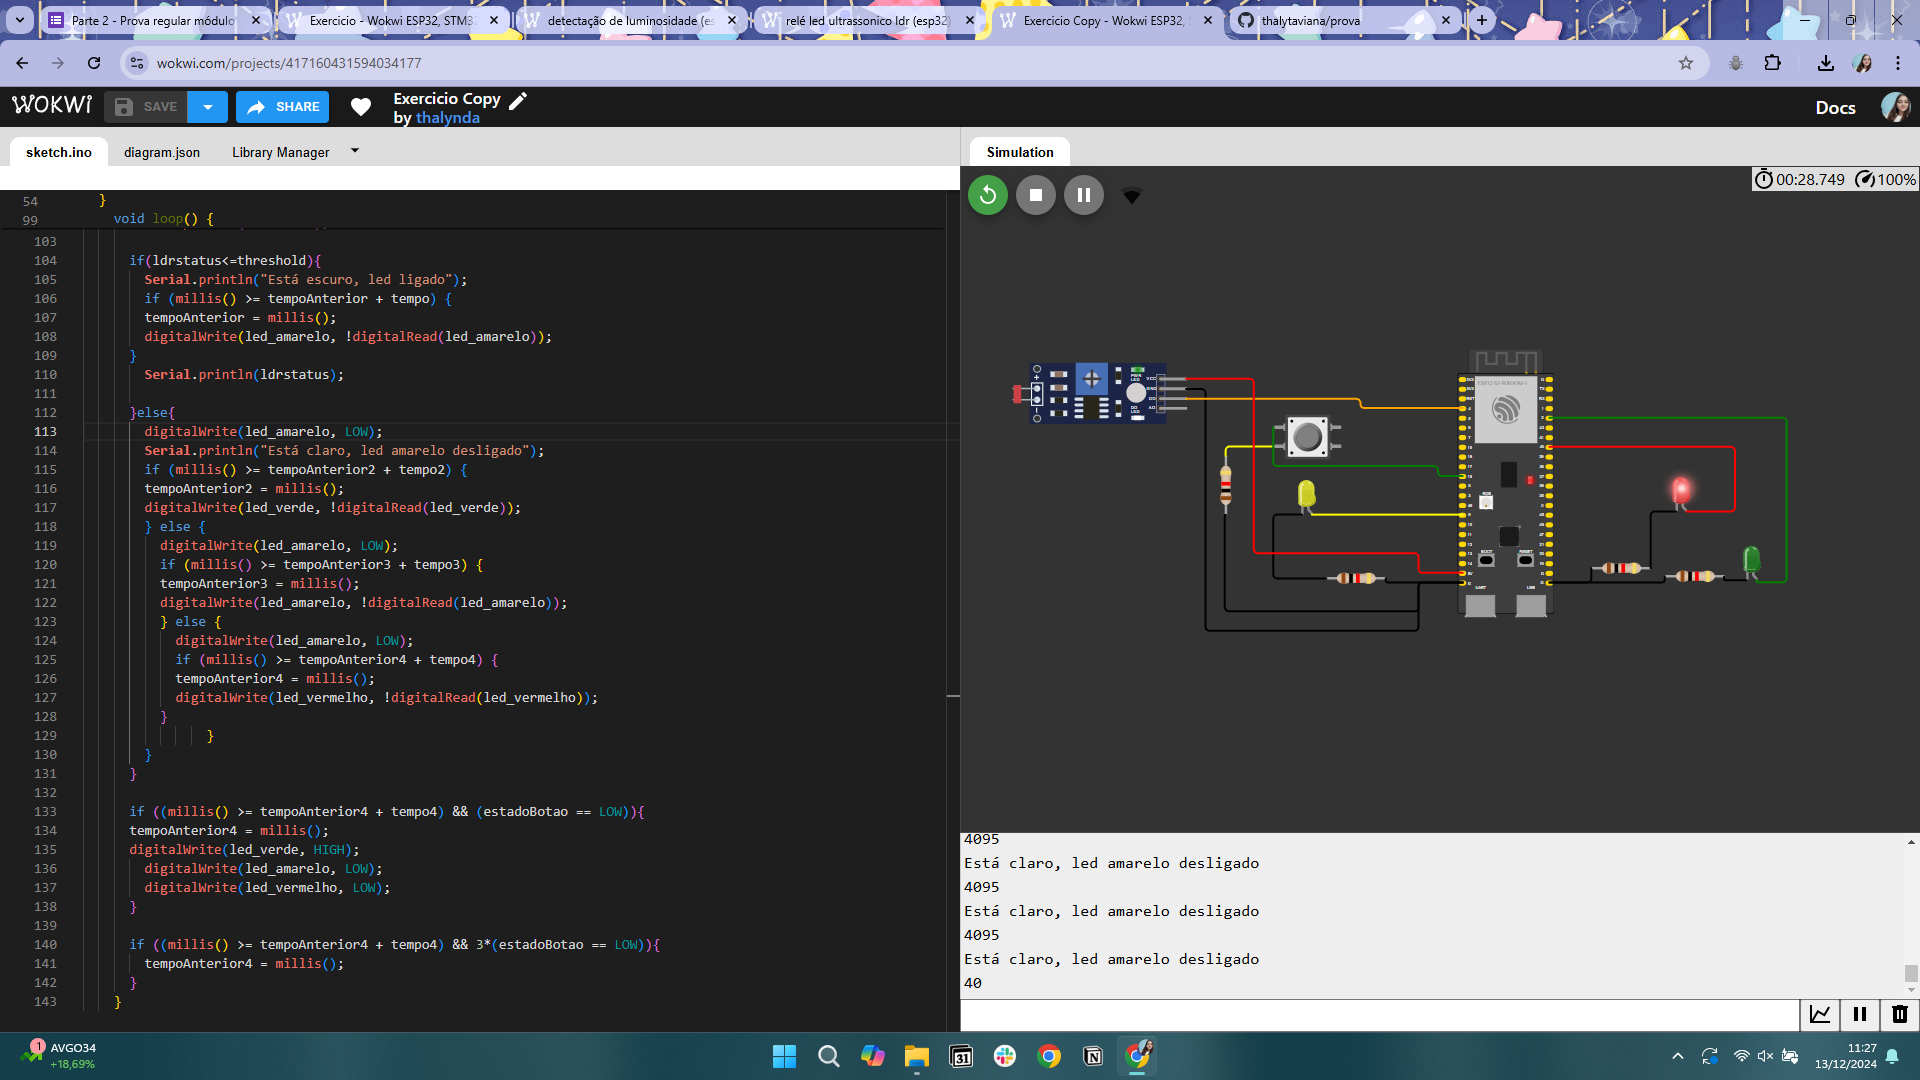 Parte 2 - Prova regular módulo
Exercicio - Wokwi ESP32, STM32
detectação de luminosidade (es
relé led ultrassonico ldr (esp32)
Exercicio Copy - Wokwi ESP32, S
thalytaviana/prova
wokwi.com/projects/417160431594034177
WOKWI
SAVE
SHARE
Exercicio Copy
by thalynda
Docs
sketch.ino
diagram.json
Library Manager
Simulation
00:28.749
100%
54 }
99 void loop() {
103
104 if(ldrstatus<=threshold){
105 Serial.println("Está escuro, led ligado");
106 if (millis() >= tempoAnterior + tempo) {
107 tempoAnterior = millis();
108 digitalWrite(led_amarelo, !digitalRead(led_amarelo));
109 }
110 Serial.println(ldrstatus);
111
112 }else{
113 digitalWrite(led_amarelo, LOW);
114 Serial.println("Está claro, led amarelo desligado");
115 if (millis() >= tempoAnterior2 + tempo2) {
116 tempoAnterior2 = millis();
117 digitalWrite(led_verde, !digitalRead(led_verde));
118 } else {
119 digitalWrite(led_amarelo, LOW);
120 if (millis() >= tempoAnterior3 + tempo3) {
121 tempoAnterior3 = millis();
122 digitalWrite(led_amarelo, !digitalRead(led_amarelo));
123 } else {
124 digitalWrite(led_amarelo, LOW);
125 if (millis() >= tempoAnterior4 + tempo4) {
126 tempoAnterior4 = millis();
127 digitalWrite(led_vermelho, !digitalRead(led_vermelho));
128 }
129 }
130 }
131 }
132
133 if ((millis() >= tempoAnterior4 + tempo4) && (estadoBotao == LOW)){
134 tempoAnterior4 = millis();
135 digitalWrite(led_verde, HIGH);
136 digitalWrite(led_amarelo, LOW);
137 digitalWrite(led_vermelho, LOW);
138 }
139
140 if ((millis() >= tempoAnterior4 + tempo4) && 3*(estadoBotao == LOW)){
141 tempoAnterior4 = millis();
142 }
143 }
4095
Está claro, led amarelo desligado
4095
Está claro, led amarelo desligado
4095
Está claro, led amarelo desligado
40
1
AVGO34
+18,69%
31
11:27
13/12/2024